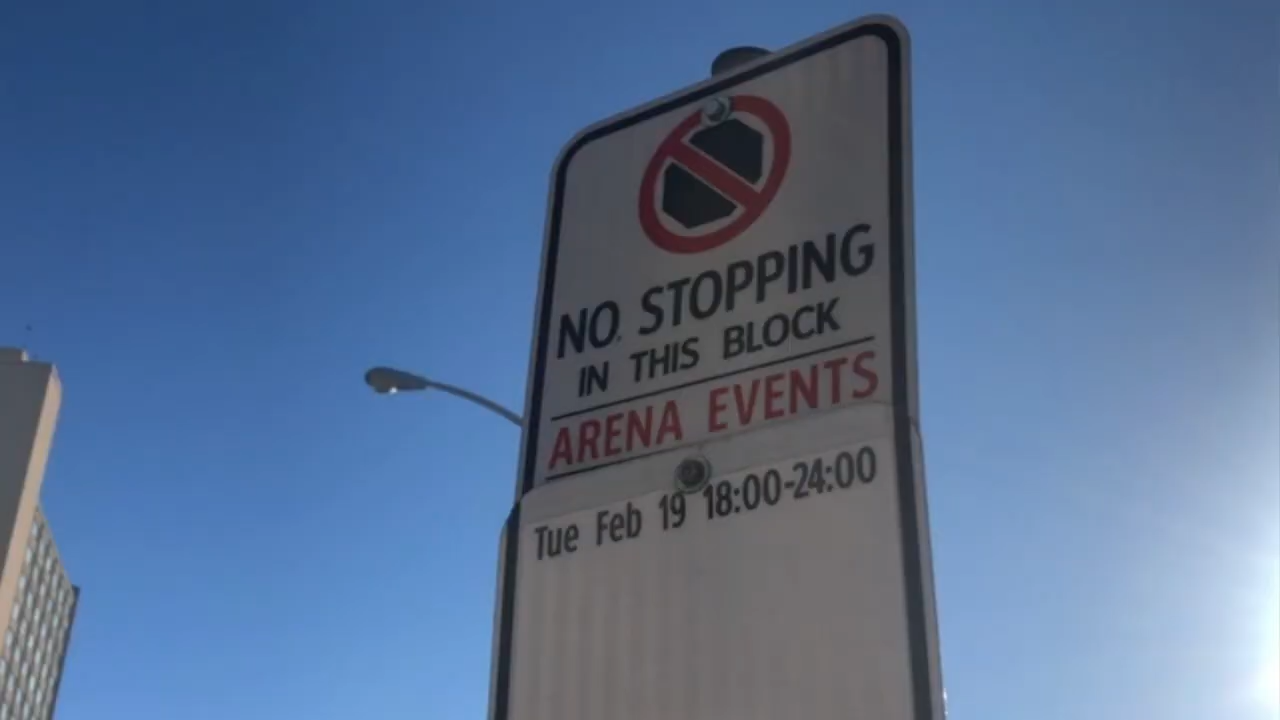 NO STOPPING
IN THIS BLOCK
ARENA EVENTS
Tue Feb 19 18:00-24:00